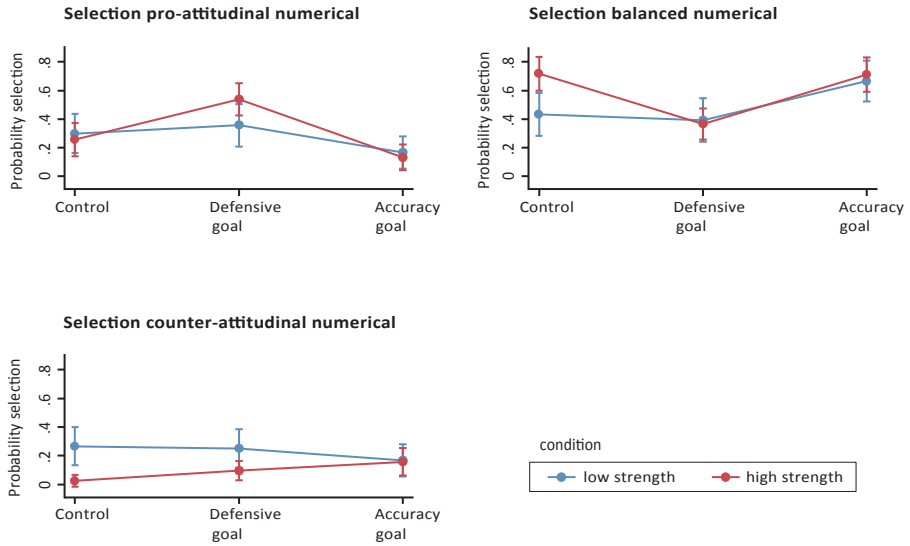 Selection pro-attitudinal numerical
Probability selection
.8
.6
.4
.2
0
Control
Defensive
goal
Accuracy
goal
Selection balanced numerical
Probability selection
.8
.6
.4
.2
0
Control
Defensive
goal
Accuracy
goal
Selection counter-attitudinal numerical
Probability selection
.8
.6
.4
.2
0
Control
Defensive
goal
Accuracy
goal
condition
low strength high strength